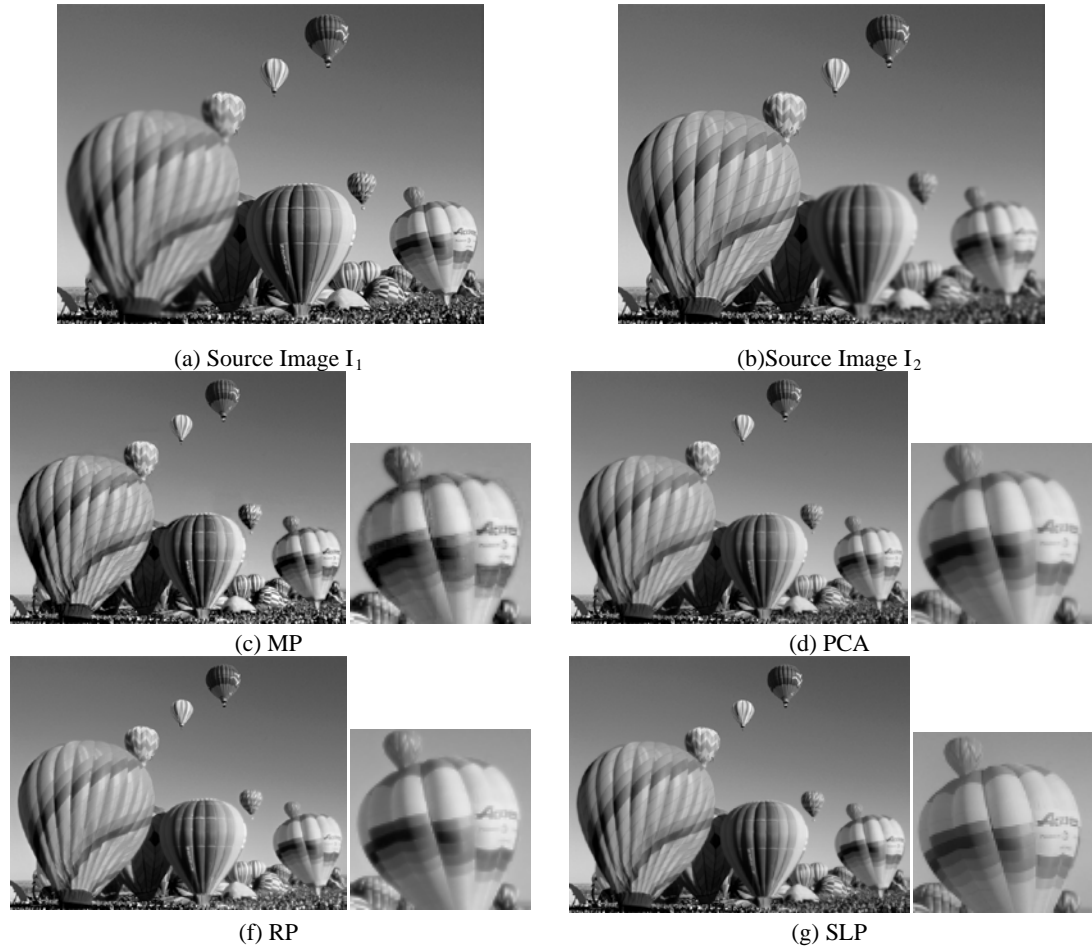 (a) Source Image I1
(b)Source Image I2
(c) MP
(d) PCA
(f) RP
(g) SLP